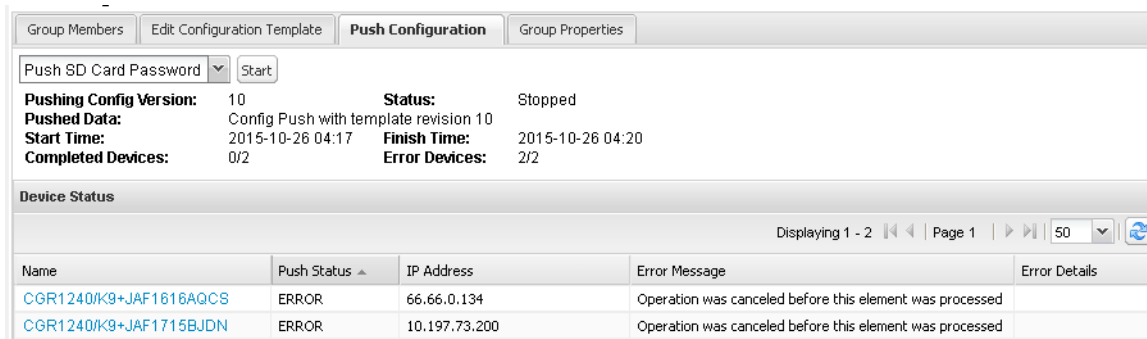 Group Members Edit Configuration Template Push Configuration Group Properties
Push SD Card Password Start
Pushing Config Version: 10 Status: Stopped
Pushed Data: Config Push with template revision 10
Start Time: 2015-10-26 04:17 Finish Time: 2015-10-26 04:20
Completed Devices: 0/2 Error Devices: 2/2
Device Status
Displaying 1 - 2 Page 1 50
Name Push Status IP Address Error Message Error Details
CGR1240/K9+JAF1616AQCS ERROR 66.66.0.134 Operation was canceled before this element was processed
CGR1240/K9+JAF1715BJDN ERROR 10.197.73.200 Operation was canceled before this element was processed